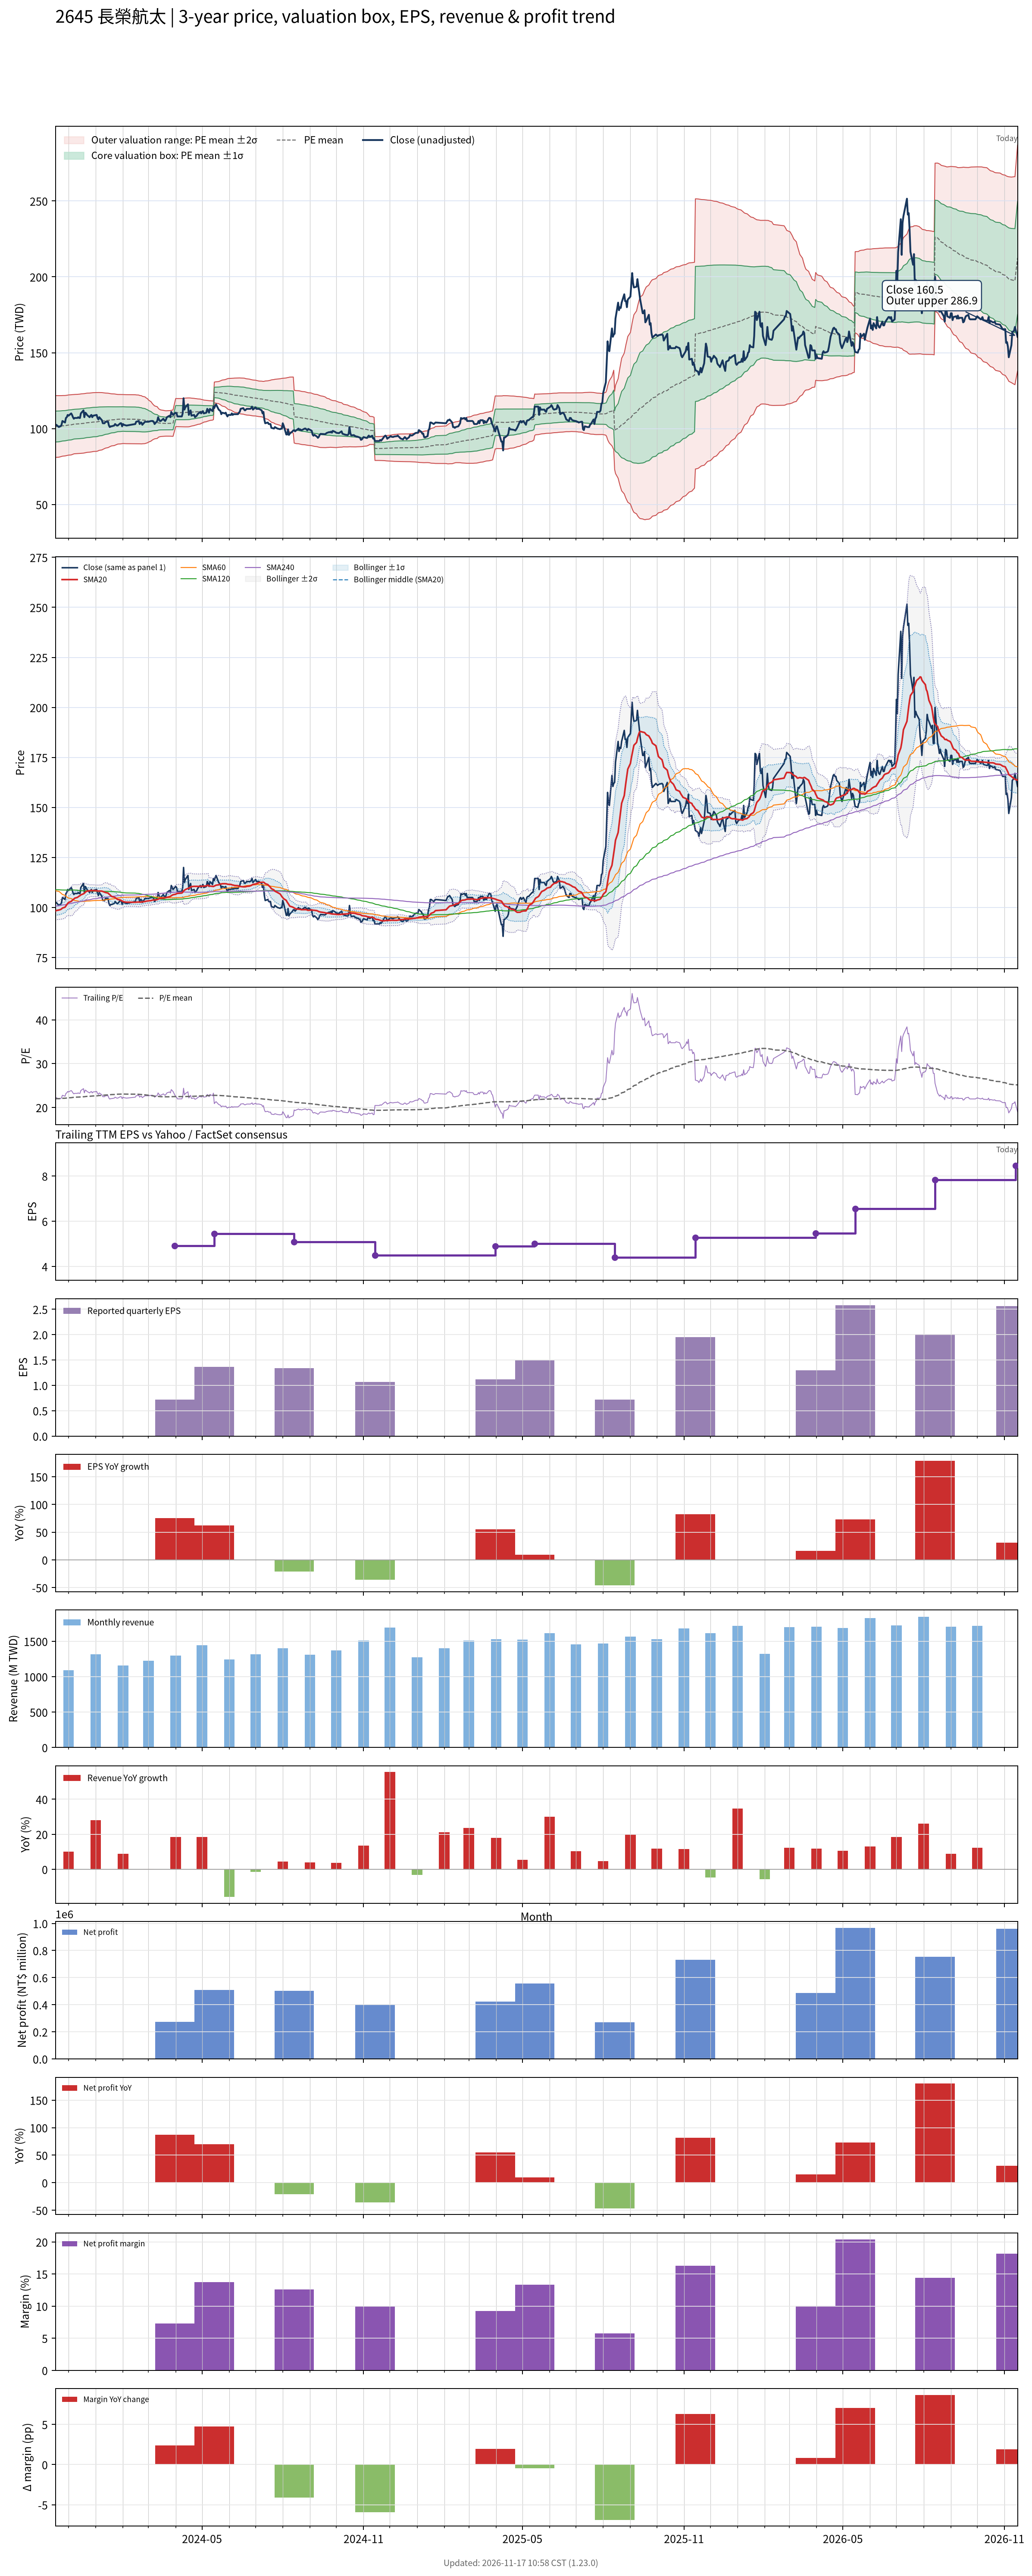 2645 長榮航太 | 3-year price, valuation box, EPS, revenue & profit trend
Outer valuation range: PE mean ±2σ
Core valuation box: PE mean ±1σ
PE mean
Close (unadjusted)
Today
Close 160.5
Outer upper 286.9
Price (TWD)
250
200
150
100
50
Close (same as panel 1)
SMA20
SMA60
SMA120
SMA240
Bollinger ±2σ
Bollinger ±1σ
Bollinger middle (SMA20)
Price
275
250
225
200
175
150
125
100
75
Trailing P/E
P/E mean
P/E
40
30
20
Trailing TTM EPS vs Yahoo / FactSet consensus
Today
EPS
8
6
4
Reported quarterly EPS
EPS
2.5
2.0
1.5
1.0
0.5
0.0
EPS YoY growth
YoY (%)
150
100
50
0
-50
Monthly revenue
Revenue (M TWD)
1500
1000
500
0
Revenue YoY growth
YoY (%)
40
20
0
Month
1e6
Net profit
Net profit (NT$ million)
1.0
0.8
0.6
0.4
0.2
0.0
Net profit YoY
YoY (%)
150
100
50
0
-50
Net profit margin
Margin (%)
20
15
10
5
0
Margin YoY change
Δ margin (pp)
5
0
-5
2024-05
2024-11
2025-05
2025-11
2026-05
2026-11
Updated: 2026-11-17 10:58 CST (1.23.0)